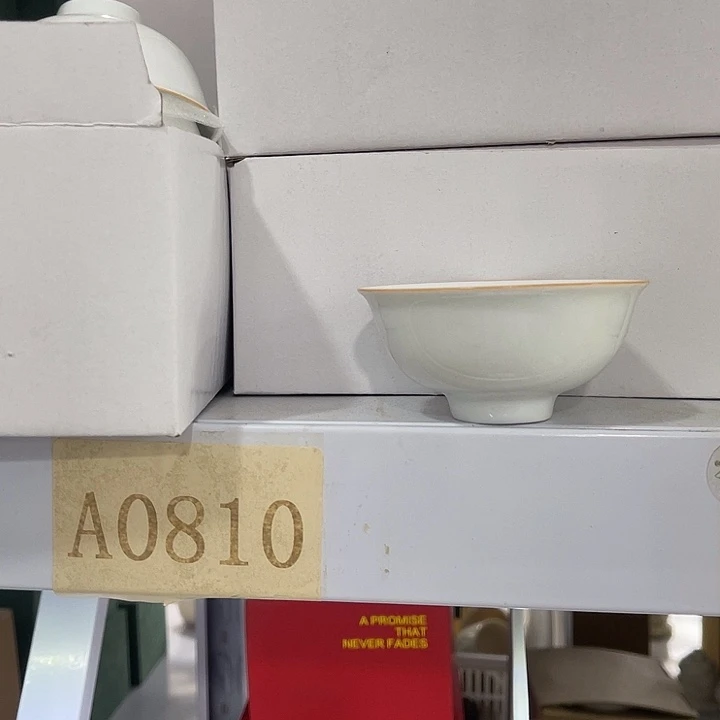 A0810
A PROMISE
THAT
NEVER FADES